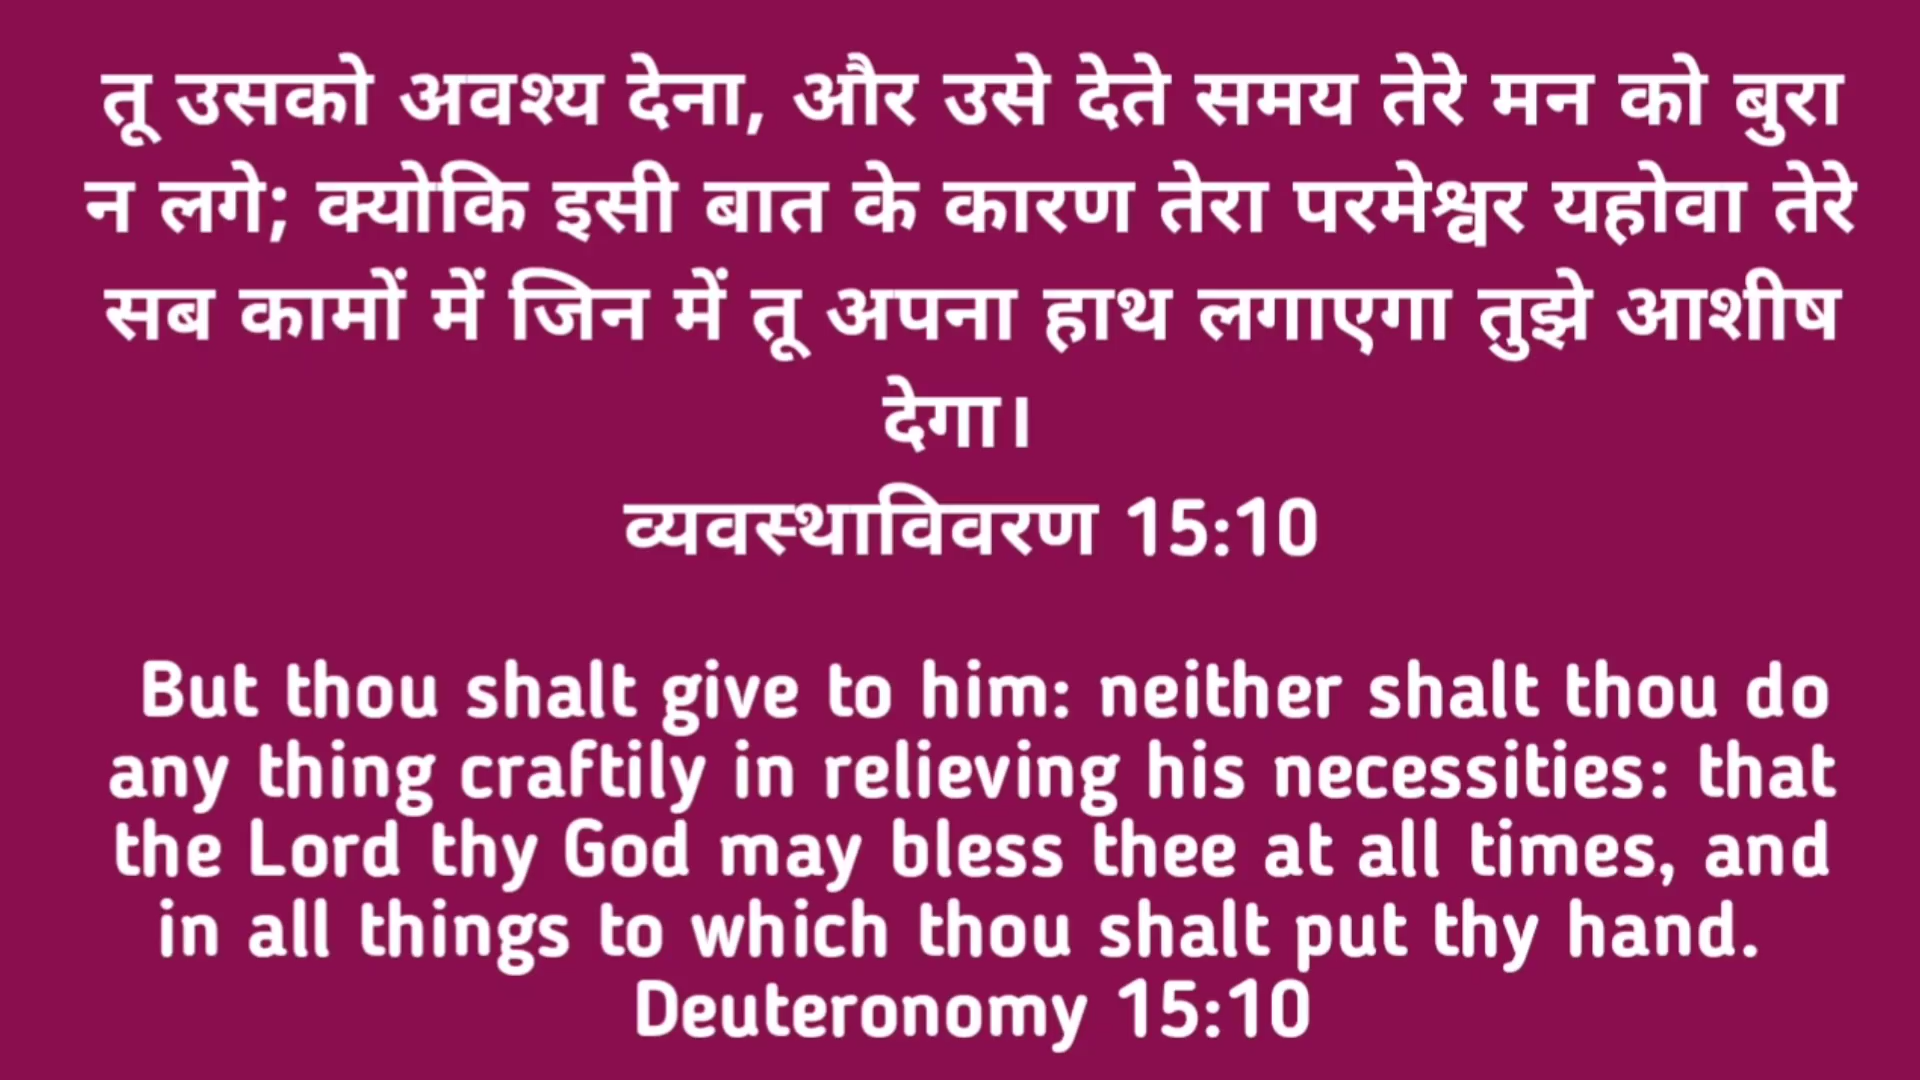 तू उसको अवश्य देना, और उसे देते समय तेरे मन को बुरा
न लगे; क्योकि इसी बात के कारण तेरा परमेश्वर यहोवा तेरे
सब कामों में जिन में तू अपना हाथ लगाएगा तुझे आशीष
देगा।
व्यवस्थाविवरण 15:10
But thou shalt give to him: neither shalt thou do
any thing craftily in relieving his necessities: that
the Lord thy God may bless thee at all times, and
in all things to which thou shalt put thy hand.
Deuteronomy 15:10